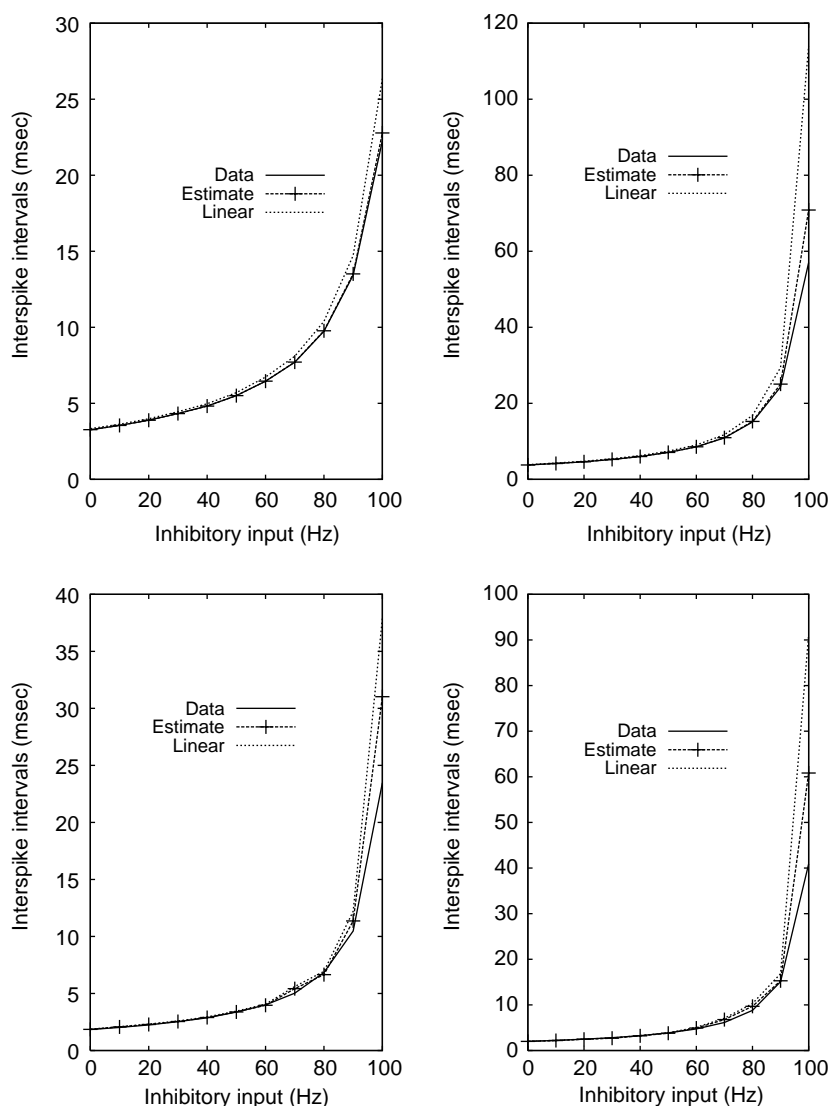 30
25
20
15
10
5
0
Interspike intervals (msec)
Data
Estimate
Linear
0 20 40 60 80 100
Inhibitory input (Hz)
120
100
80
60
40
20
0
Interspike intervals (msec)
Data
Estimate
Linear
0 20 40 60 80 100
Inhibitory input (Hz)
40
35
30
25
20
15
10
5
0
Interspike intervals (msec)
Data
Estimate
Linear
0 20 40 60 80 100
Inhibitory input (Hz)
100
90
80
70
60
50
40
30
20
10
0
Interspike intervals (msec)
Data
Estimate
Linear
0 20 40 60 80 100
Inhibitory input (Hz)